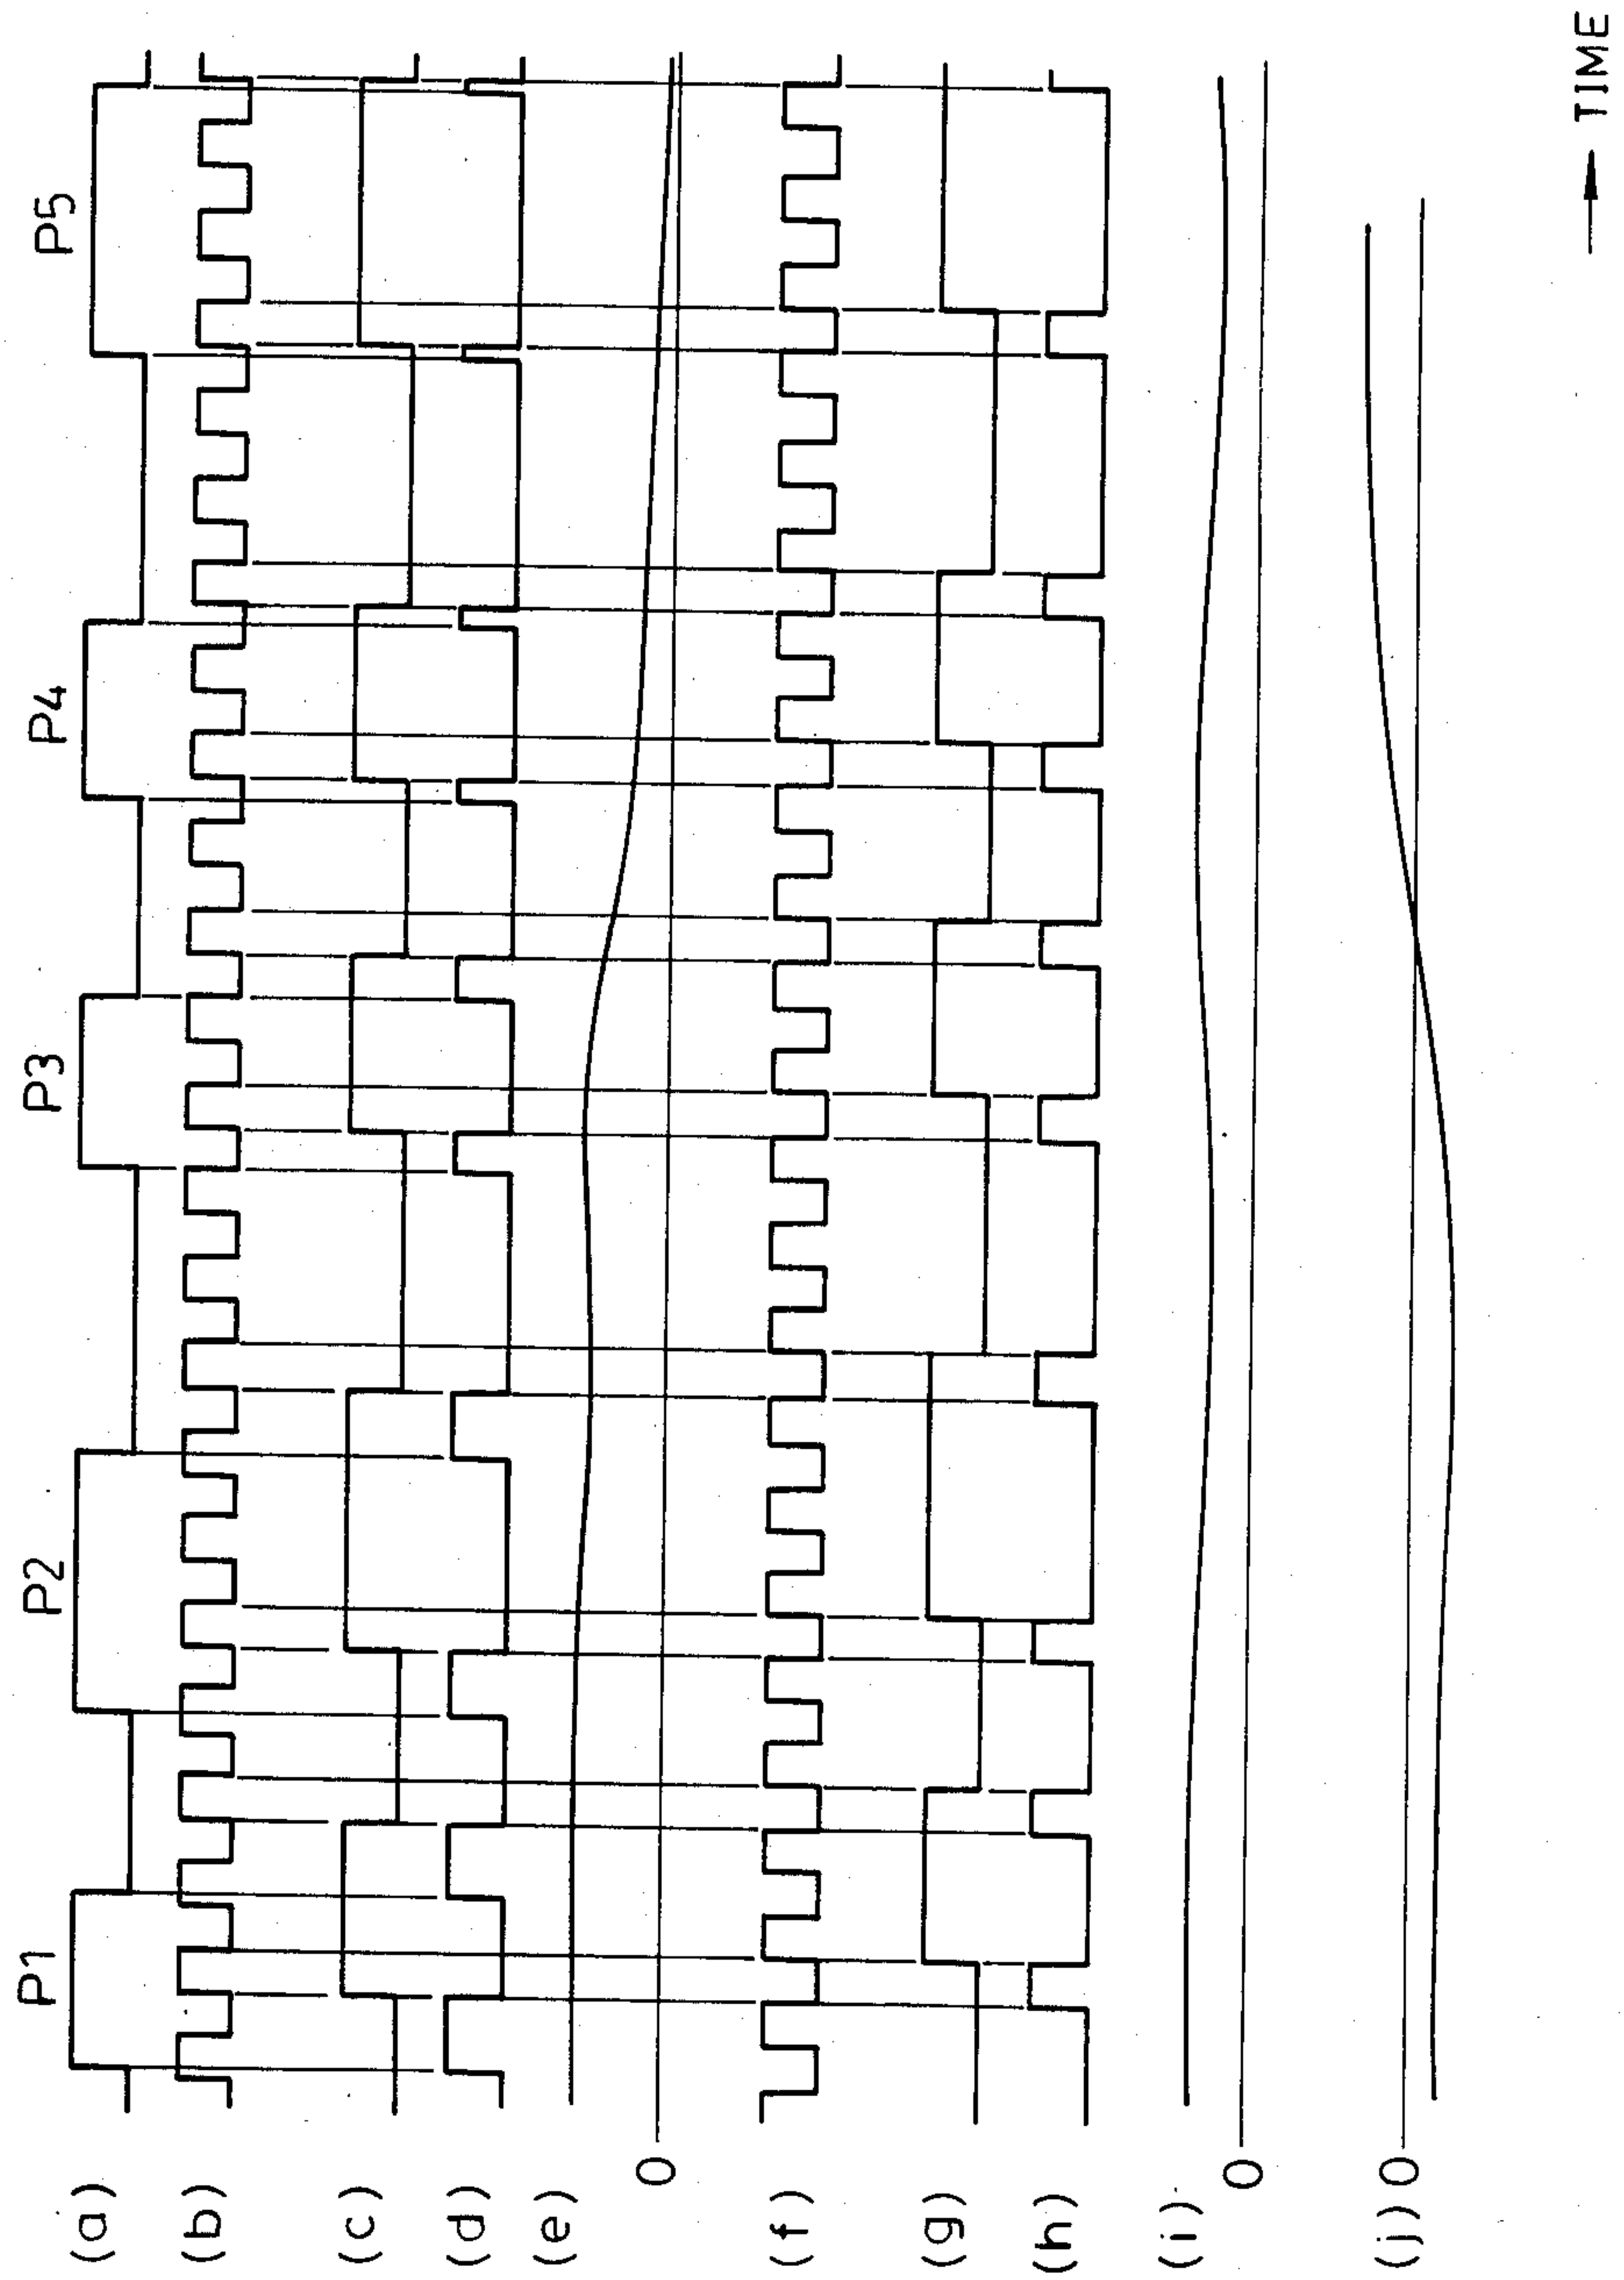 P1 P2 P3 P4 P5
(a)
(b)
(c)
(d)
(e)
0
(f)
(g)
(h)
(i)
0
(j) 0
TIME